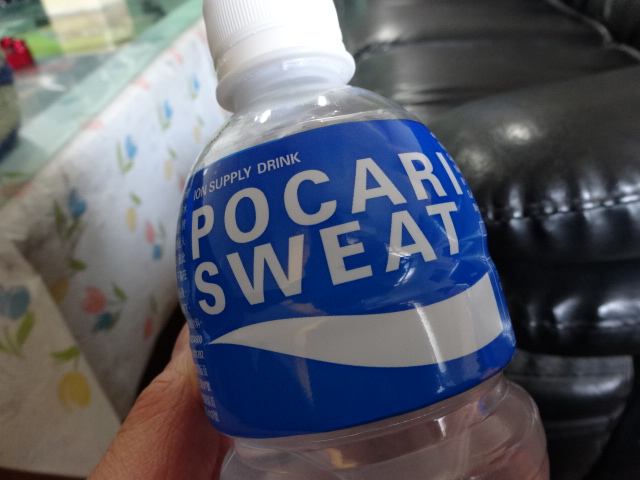 ION SUPPLY DRINK
POCARI
SWEAT